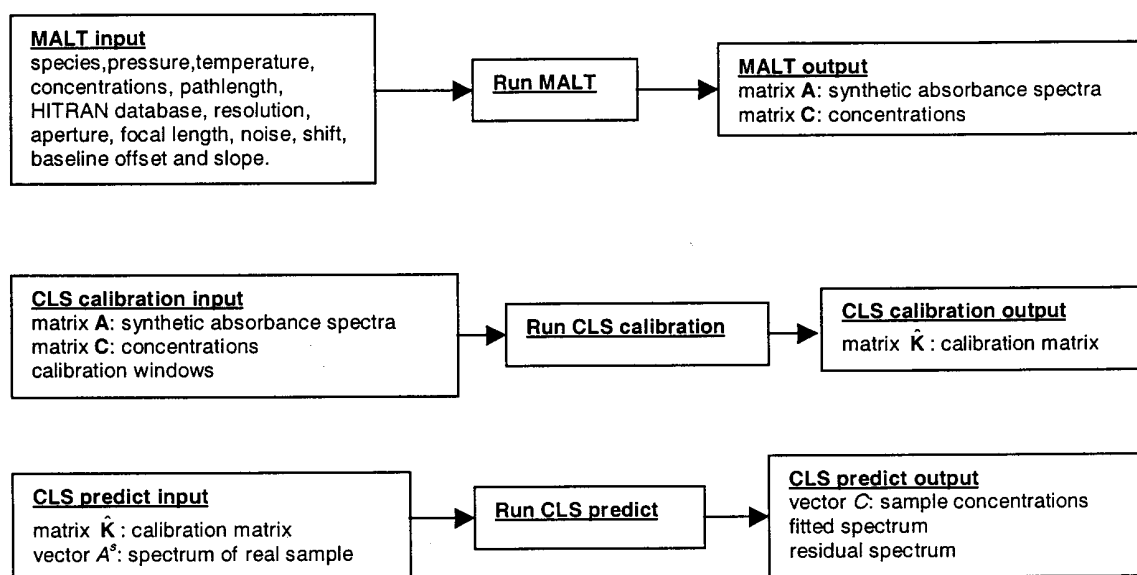 MALT input
species,pressure,temperature,
concentrations, pathlength,
HITRAN database, resolution,
aperture, focal length, noise, shift,
baseline offset and slope.
Run MALT
MALT output
matrix A: synthetic absorbance spectra
matrix C: concentrations
CLS calibration input
matrix A: synthetic absorbance spectra
matrix C: concentrations
calibration windows
Run CLS calibration
CLS calibration output
matrix K̂ : calibration matrix
CLS predict input
matrix K̂ : calibration matrix
vector Aˢ: spectrum of real sample
Run CLS predict
CLS predict output
vector C: sample concentrations
fitted spectrum
residual spectrum